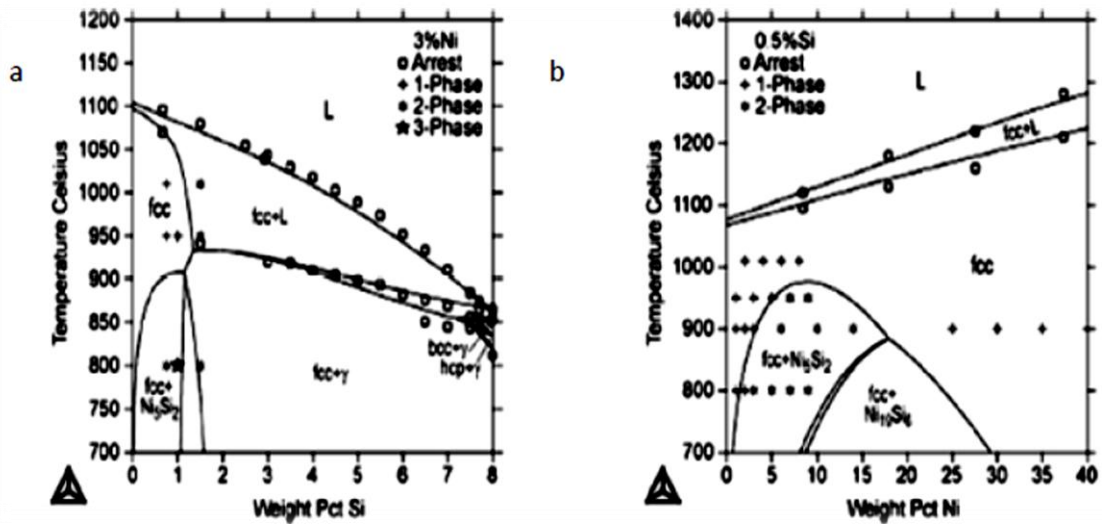 a
3%Ni
Arrest
1-Phase
2-Phase
3-Phase
L
fcc
fcc+L
fcc+
Ni5Si2
fcc+γ
bcc+γ
hcp+γ
1200
1150
1100
1050
1000
950
900
850
800
750
700
Temperature Celsius
0 1 2 3 4 5 6 7 8
Weight Pct Si
b
0.5%Si
Arrest
1-Phase
2-Phase
L
fcc+L
fcc
fcc+Ni5Si2
fcc+
1400
1300
1200
1100
1000
900
800
700
Temperature Celsius
0 5 10 15 20 25 30 35 40
Weight Pct Ni